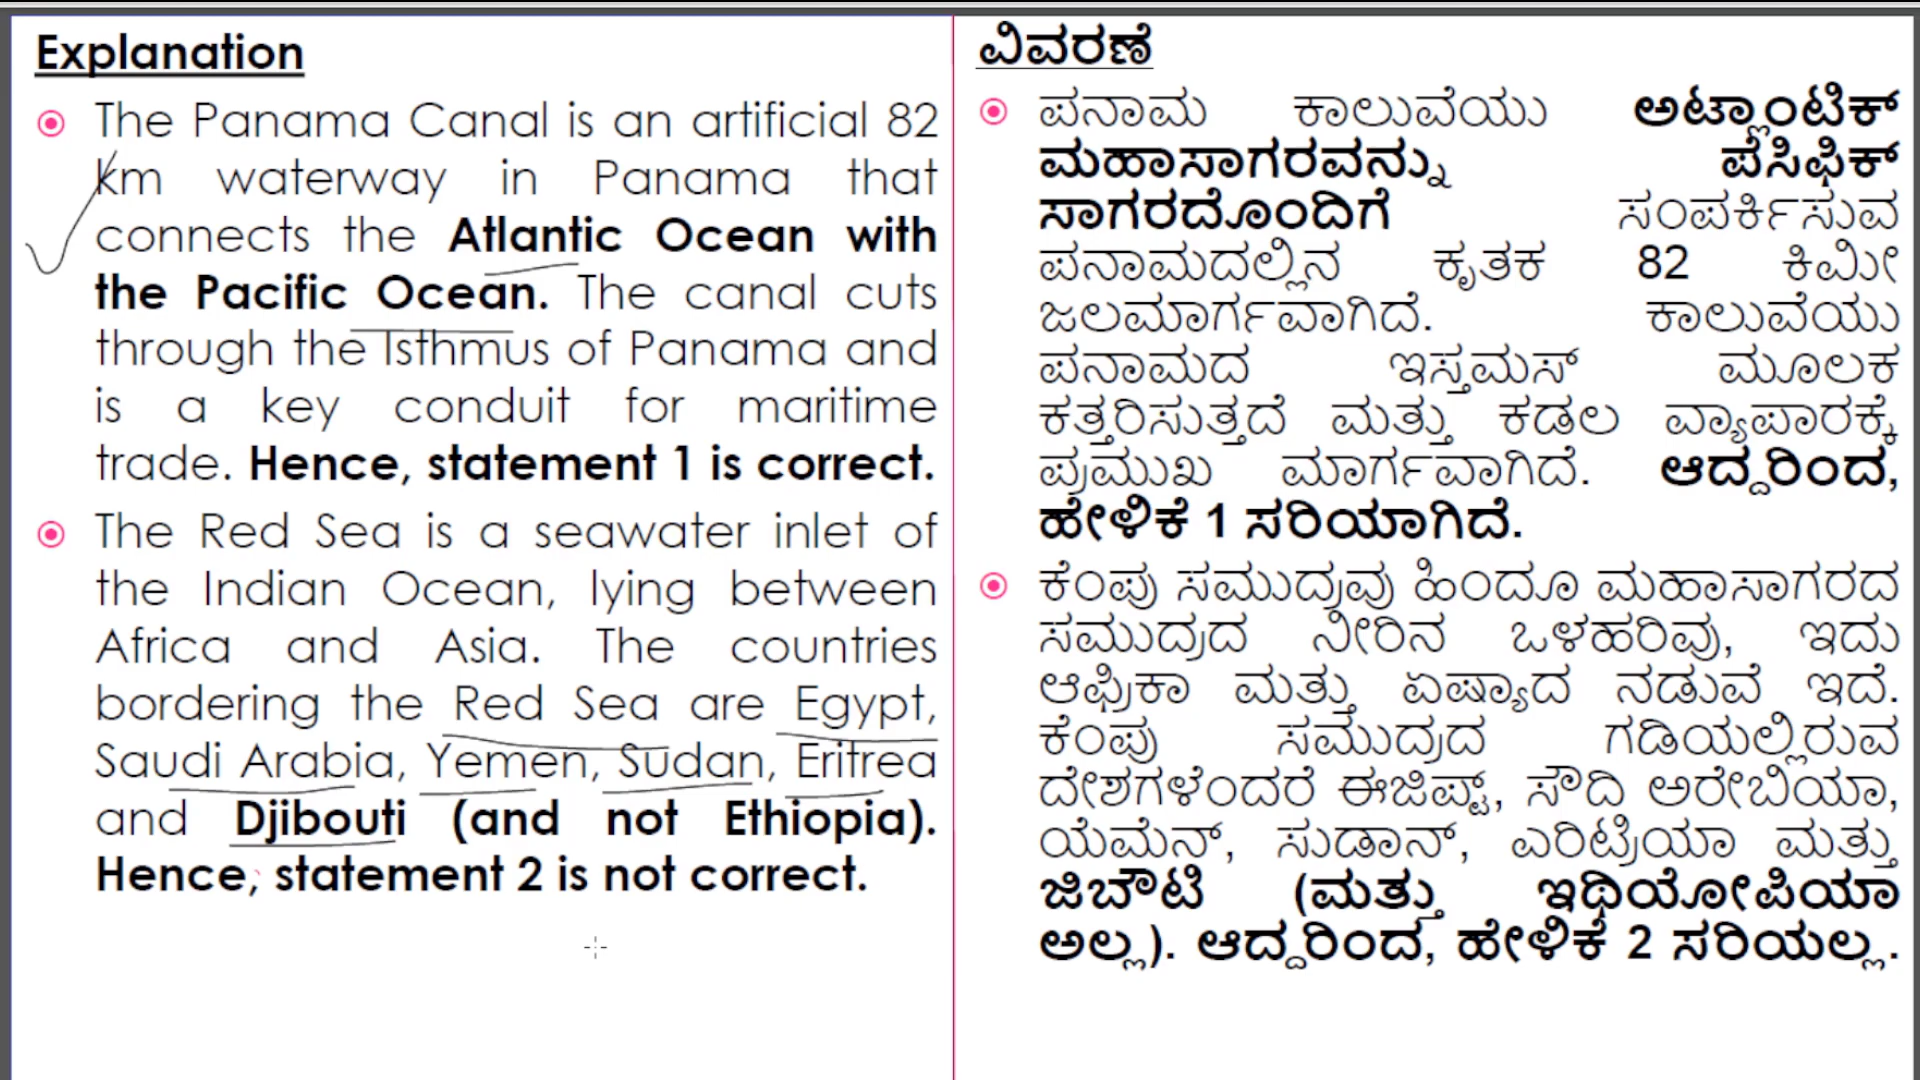 Explanation
The Panama Canal is an artificial 82
km waterway in Panama that
connects the Atlantic Ocean with
the Pacific Ocean. The canal cuts
through the Isthmus of Panama and
is a key conduit for maritime
trade. Hence, statement 1 is correct.
The Red Sea is a seawater inlet of
the Indian Ocean, lying between
Africa and Asia. The countries
bordering the Red Sea are Egypt,
Saudi Arabia, Yemen, Sudan, Eritrea
and Djibouti (and not Ethiopia).
Hence, statement 2 is not correct.
ವಿವರಣೆ
ಪನಾಮ ಕಾಲುವೆಯು ಅಟ್ಲಾಂಟಿಕ್
ಮಹಾಸಾಗರವನ್ನು ಪೆಸಿಫಿಕ್
ಸಾಗರದೊಂದಿಗೆ ಸಂಪರ್ಕಿಸುವ
ಪನಾಮದಲ್ಲಿನ ಕೃತಕ 82 ಕಿಮೀ
ಜಲಮಾರ್ಗವಾಗಿದೆ. ಕಾಲುವೆಯು
ಪನಾಮದ ಇಸ್ತಮಸ್ ಮೂಲಕ
ಕತ್ತರಿಸುತ್ತದೆ ಮತ್ತು ಕಡಲ ವ್ಯಾಪಾರಕ್ಕೆ
ಪ್ರಮುಖ ಮಾರ್ಗವಾಗಿದೆ. ಆದ್ದರಿಂದ,
ಹೇಳಿಕೆ 1 ಸರಿಯಾಗಿದೆ.
ಕೆಂಪು ಸಮುದ್ರವು ಹಿಂದೂ ಮಹಾಸಾಗರದ
ಸಮುದ್ರದ ನೀರಿನ ಒಳಹರಿವು, ಇದು
ಆಫ್ರಿಕಾ ಮತ್ತು ಏಷ್ಯಾದ ನಡುವೆ ಇದೆ.
ಕೆಂಪು ಸಮುದ್ರದ ಗಡಿಯಲ್ಲಿರುವ
ದೇಶಗಳೆಂದರೆ ಈಜಿಪ್ಟ್, ಸೌದಿ ಅರೇಬಿಯಾ,
ಯೆಮೆನ್, ಸುಡಾನ್, ಎರಿಟ್ರಿಯಾ ಮತ್ತು
ಜಿಬೌಟಿ (ಮತ್ತು ಇಥಿಯೋಪಿಯಾ
ಅಲ್ಲ). ಆದ್ದರಿಂದ, ಹೇಳಿಕೆ 2 ಸರಿಯಲ್ಲ.